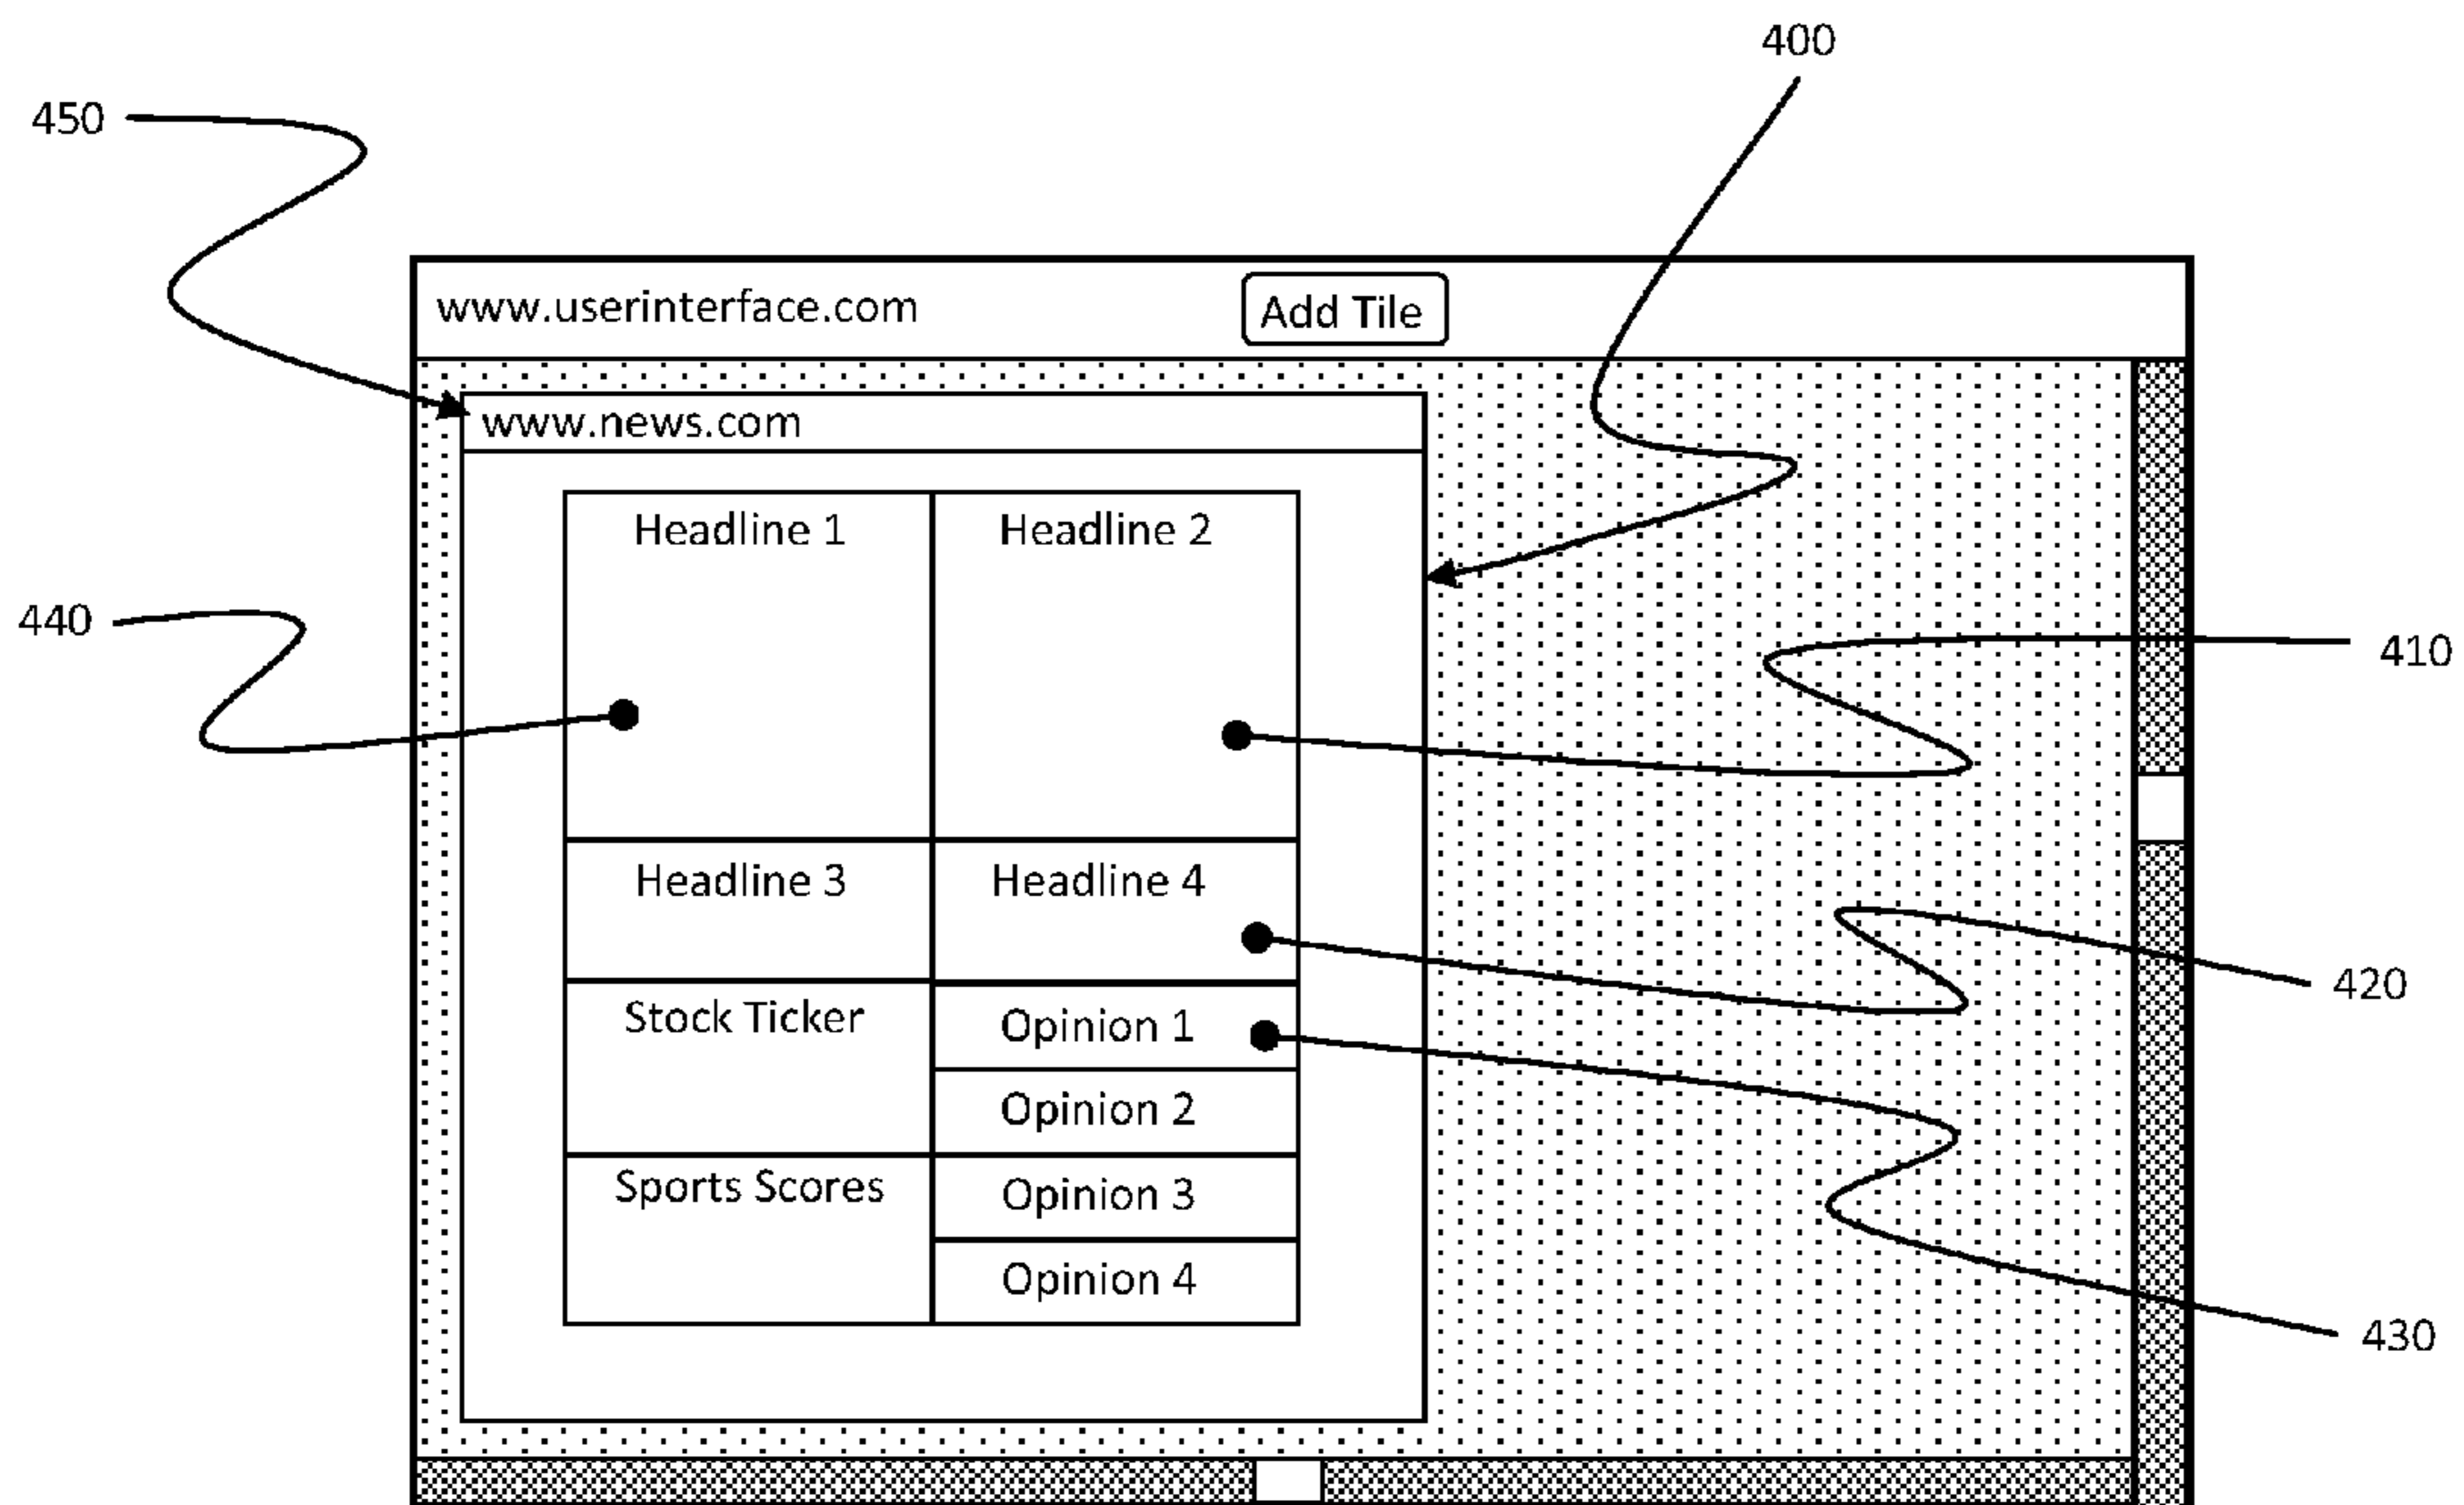 400
450
www.userinterface.com
Add Tile
www.news.com
Headline 1
Headline 2
440
410
Headline 3
Headline 4
420
Stock Ticker
Opinion 1
Opinion 2
Sports Scores
Opinion 3
Opinion 4
430